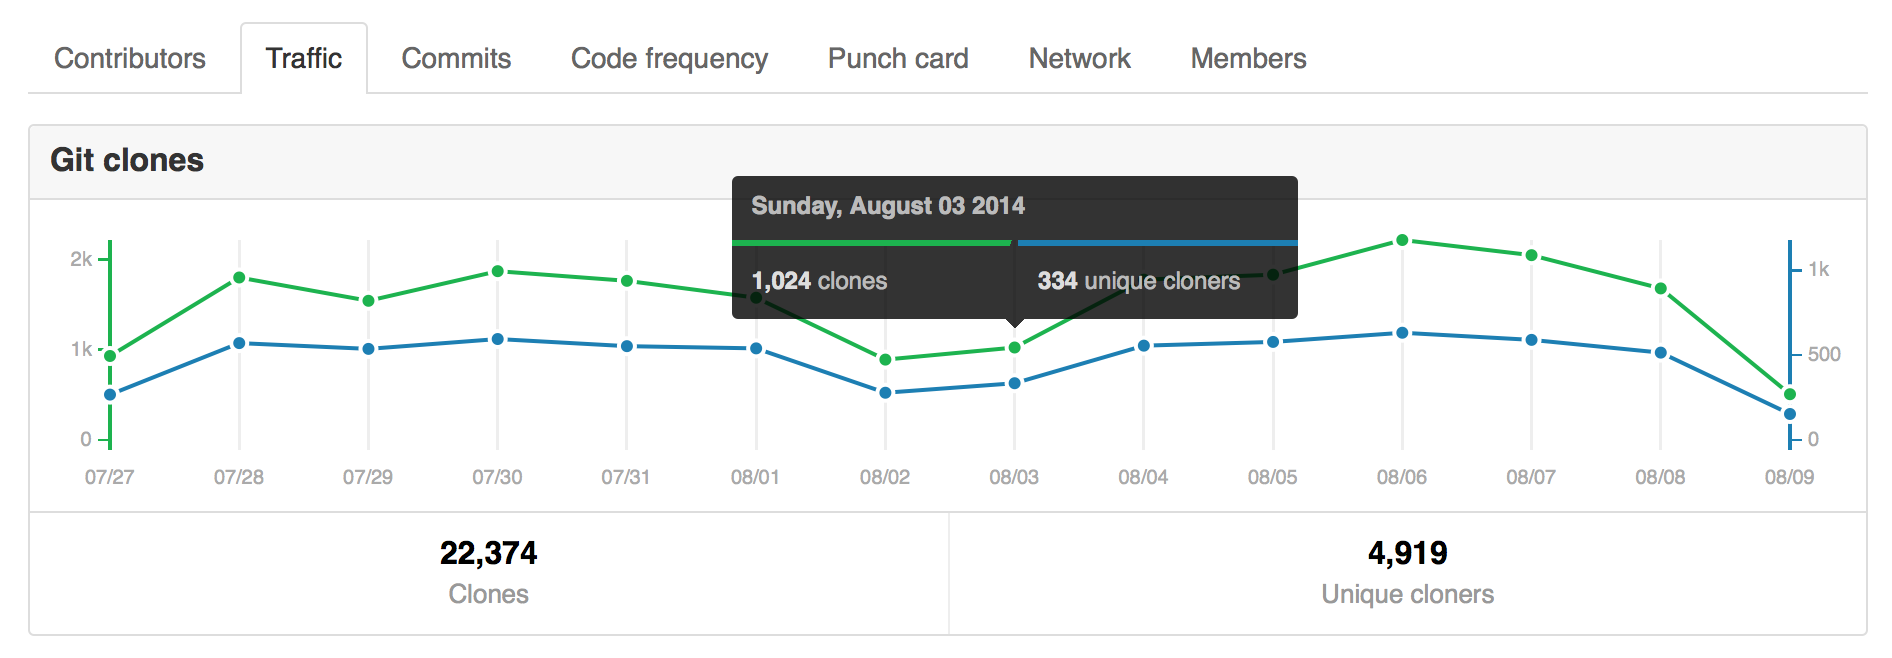 Contributors Traffic Commits Code frequency Punch card Network Members
Git clones
Sunday, August 03 2014
1,024 clones 334 unique cloners
2k
1k
0
1k
500
0
07/27 07/28 07/29 07/30 07/31 08/01 08/02 08/03 08/04 08/05 08/06 08/07 08/08 08/09
22,374
Clones
4,919
Unique cloners